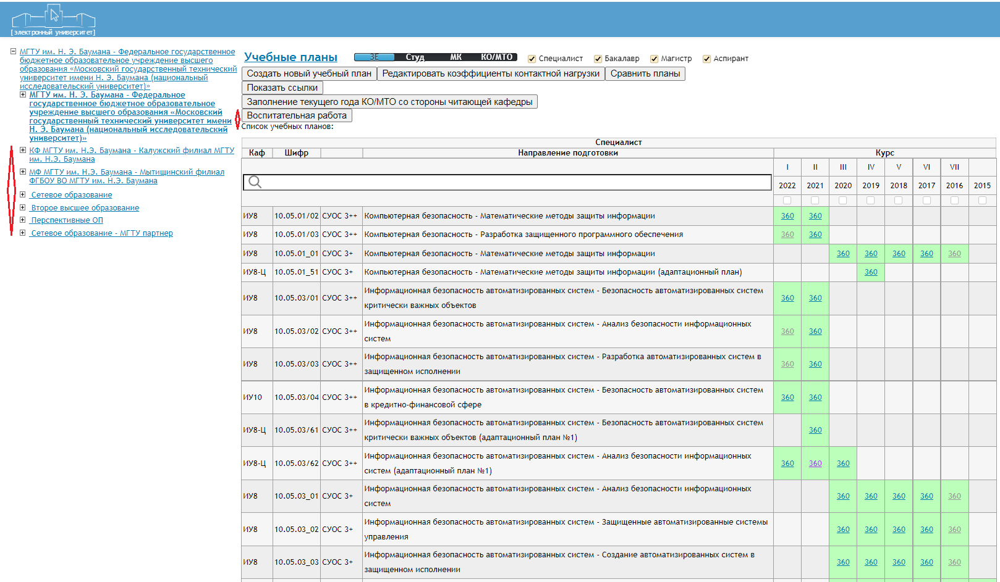 [электронный университет]
МГТУ им. Н. Э. Баумана - Федеральное государственное
бюджетное образовательное учреждение высшего
образования «Московский государственный технический
университет имени Н. Э. Баумана (национальный
исследовательский университет)»
МГТУ им. Н. Э. Баумана - Федеральное
государственное бюджетное образовательное
учреждение высшего образования «Московский
государственный технический университет имени
Н. Э. Баумана (национальный исследовательский
университет)»
КФ МГТУ им. Н.Э. Баумана - Калужский филиал МГТУ
им. Н.Э. Баумана
МФ МГТУ им. Н.Э. Баумана - Мытищинский филиал
ФГБОУ ВО МГТУ им. Н.Э. Баумана
Сетевое образование
Второе высшее образование
Перспективные ОП
Сетевое образование - МГТУ партнер
Учебные планы ЗЕ Студ МК КО/МТО Специалист Бакалавр Магистр Аспирант
Создать новый учебный план Редактировать коэффициенты контактной нагрузки Сравнить планы
Показать ссылки
Заполнение текущего года КО/МТО со стороны читающей кафедры
Воспитательная работа
Список учебных планов:
Специалист
Каф Шифр Направление подготовки Курс
I II III IV V VI VII
2022 2021 2020 2019 2018 2017 2016 2015
ИУ8 10.05.01/02 СУОС 3++ Компьютерная безопасность - Математические методы защиты информации 360 360
ИУ8 10.05.01/03 СУОС 3++ Компьютерная безопасность - Разработка защищенного программного обеспечения 360 360
ИУ8 10.05.01_01 СУОС 3+ Компьютерная безопасность - Математические методы защиты информации 360 360 360 360 360
ИУ8-Ц 10.05.01_51 СУОС 3+ Компьютерная безопасность - Математические методы защиты информации (адаптационный план) 360
ИУ8 10.05.03/01 СУОС 3++ Информационная безопасность автоматизированных систем - Безопасность автоматизированных систем
критически важных объектов 360 360
ИУ8 10.05.03/02 СУОС 3++ Информационная безопасность автоматизированных систем - Анализ безопасности информационных
систем 360 360
ИУ8 10.05.03/03 СУОС 3++ Информационная безопасность автоматизированных систем - Разработка автоматизированных систем в
защищенном исполнении 360 360
ИУ10 10.05.03/04 СУОС 3++ Информационная безопасность автоматизированных систем - Безопасность автоматизированных систем
в кредитно-финансовой сфере 360 360
ИУ8-Ц 10.05.03/61 СУОС 3++ Информационная безопасность автоматизированных систем - Безопасность автоматизированных систем
критически важных объектов (адаптационный план №1) 360
ИУ8-Ц 10.05.03/62 СУОС 3++ Информационная безопасность автоматизированных систем - Анализ безопасности информационных
систем (адаптационный план №1) 360 360 360
ИУ8 10.05.03_01 СУОС 3+ Информационная безопасность автоматизированных систем - Анализ безопасности информационных
систем 360 360 360 360 360
ИУ8 10.05.03_02 СУОС 3+ Информационная безопасность автоматизированных систем - Защищенные автоматизированные системы
управления 360 360 360 360 360
ИУ8 10.05.03_03 СУОС 3+ Информационная безопасность автоматизированных систем - Создание автоматизированных систем в
защищенном исполнении 360 360 360 360 360